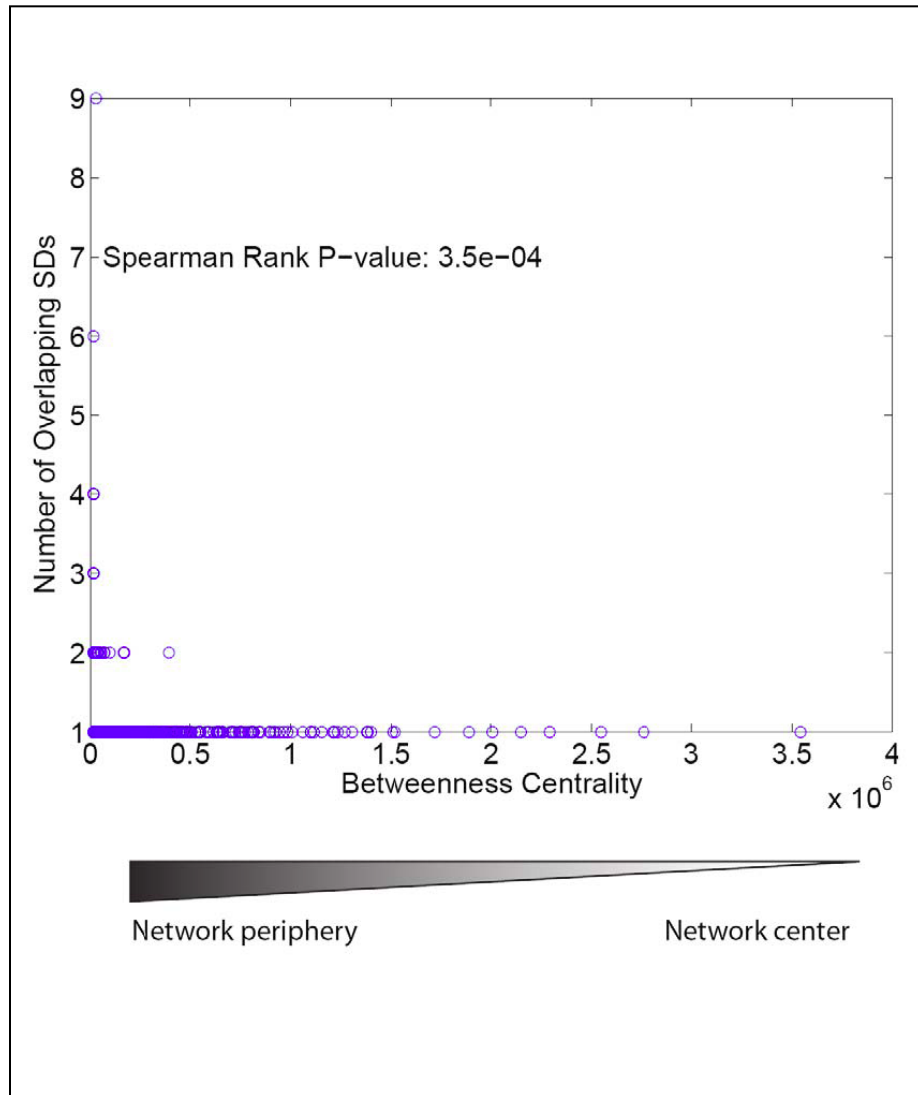 9
8
7
Spearman Rank P-value: 3.5e-04
6
5
4
3
2
1
Number of Overlapping SDs
0 0.5 1 1.5 2 2.5 3 3.5 4
Betweenness Centrality
x 10⁶
Network periphery Network center